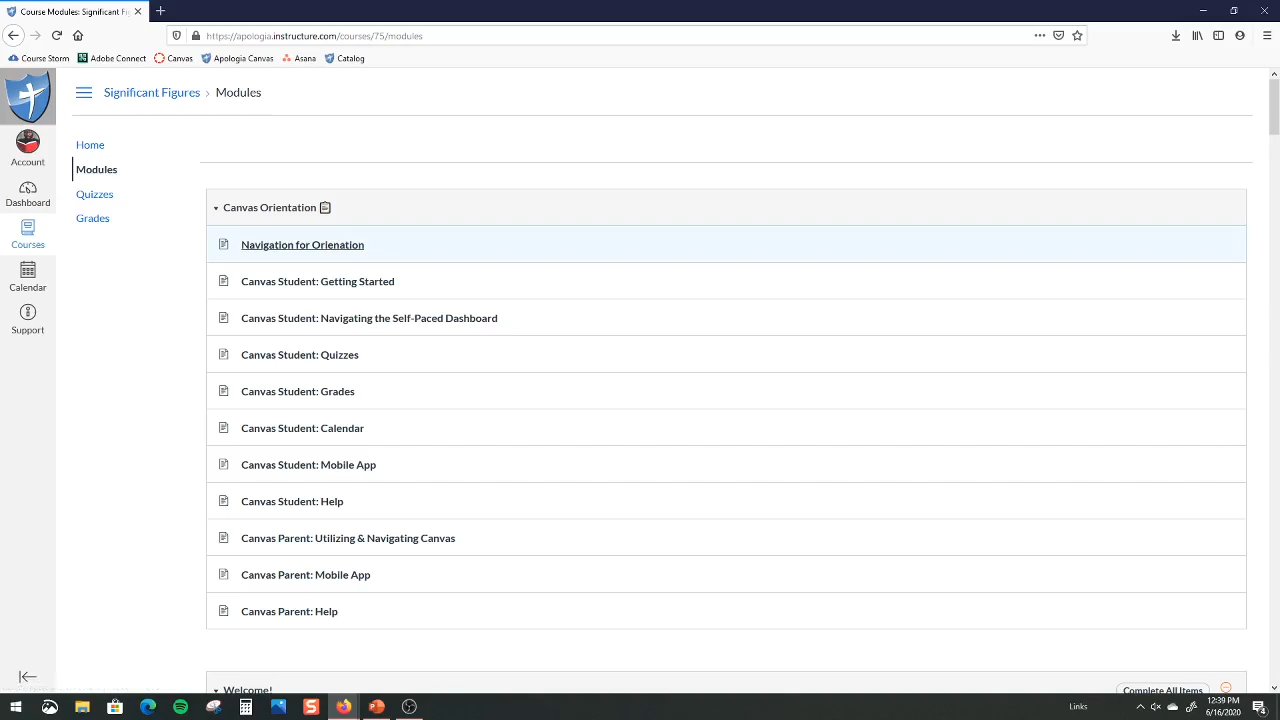 Course Modules: Significant Fig
https://apologia.instructure.com/courses/75/modules
Course Storm
Adobe Connect
Canvas
Apologia Canvas
Asana
Catalog
Significant Figures > Modules
Account
Dashboard
Courses
Calendar
Support
Home
Modules
Quizzes
Grades
Canvas Orientation
Navigation for Orienation
Canvas Student: Getting Started
Canvas Student: Navigating the Self-Paced Dashboard
Canvas Student: Quizzes
Canvas Student: Grades
Canvas Student: Calendar
Canvas Student: Mobile App
Canvas Student: Help
Canvas Parent: Utilizing & Navigating Canvas
Canvas Parent: Mobile App
Canvas Parent: Help
Welcome!
Complete All Items
Links
12:39 PM
6/16/2020